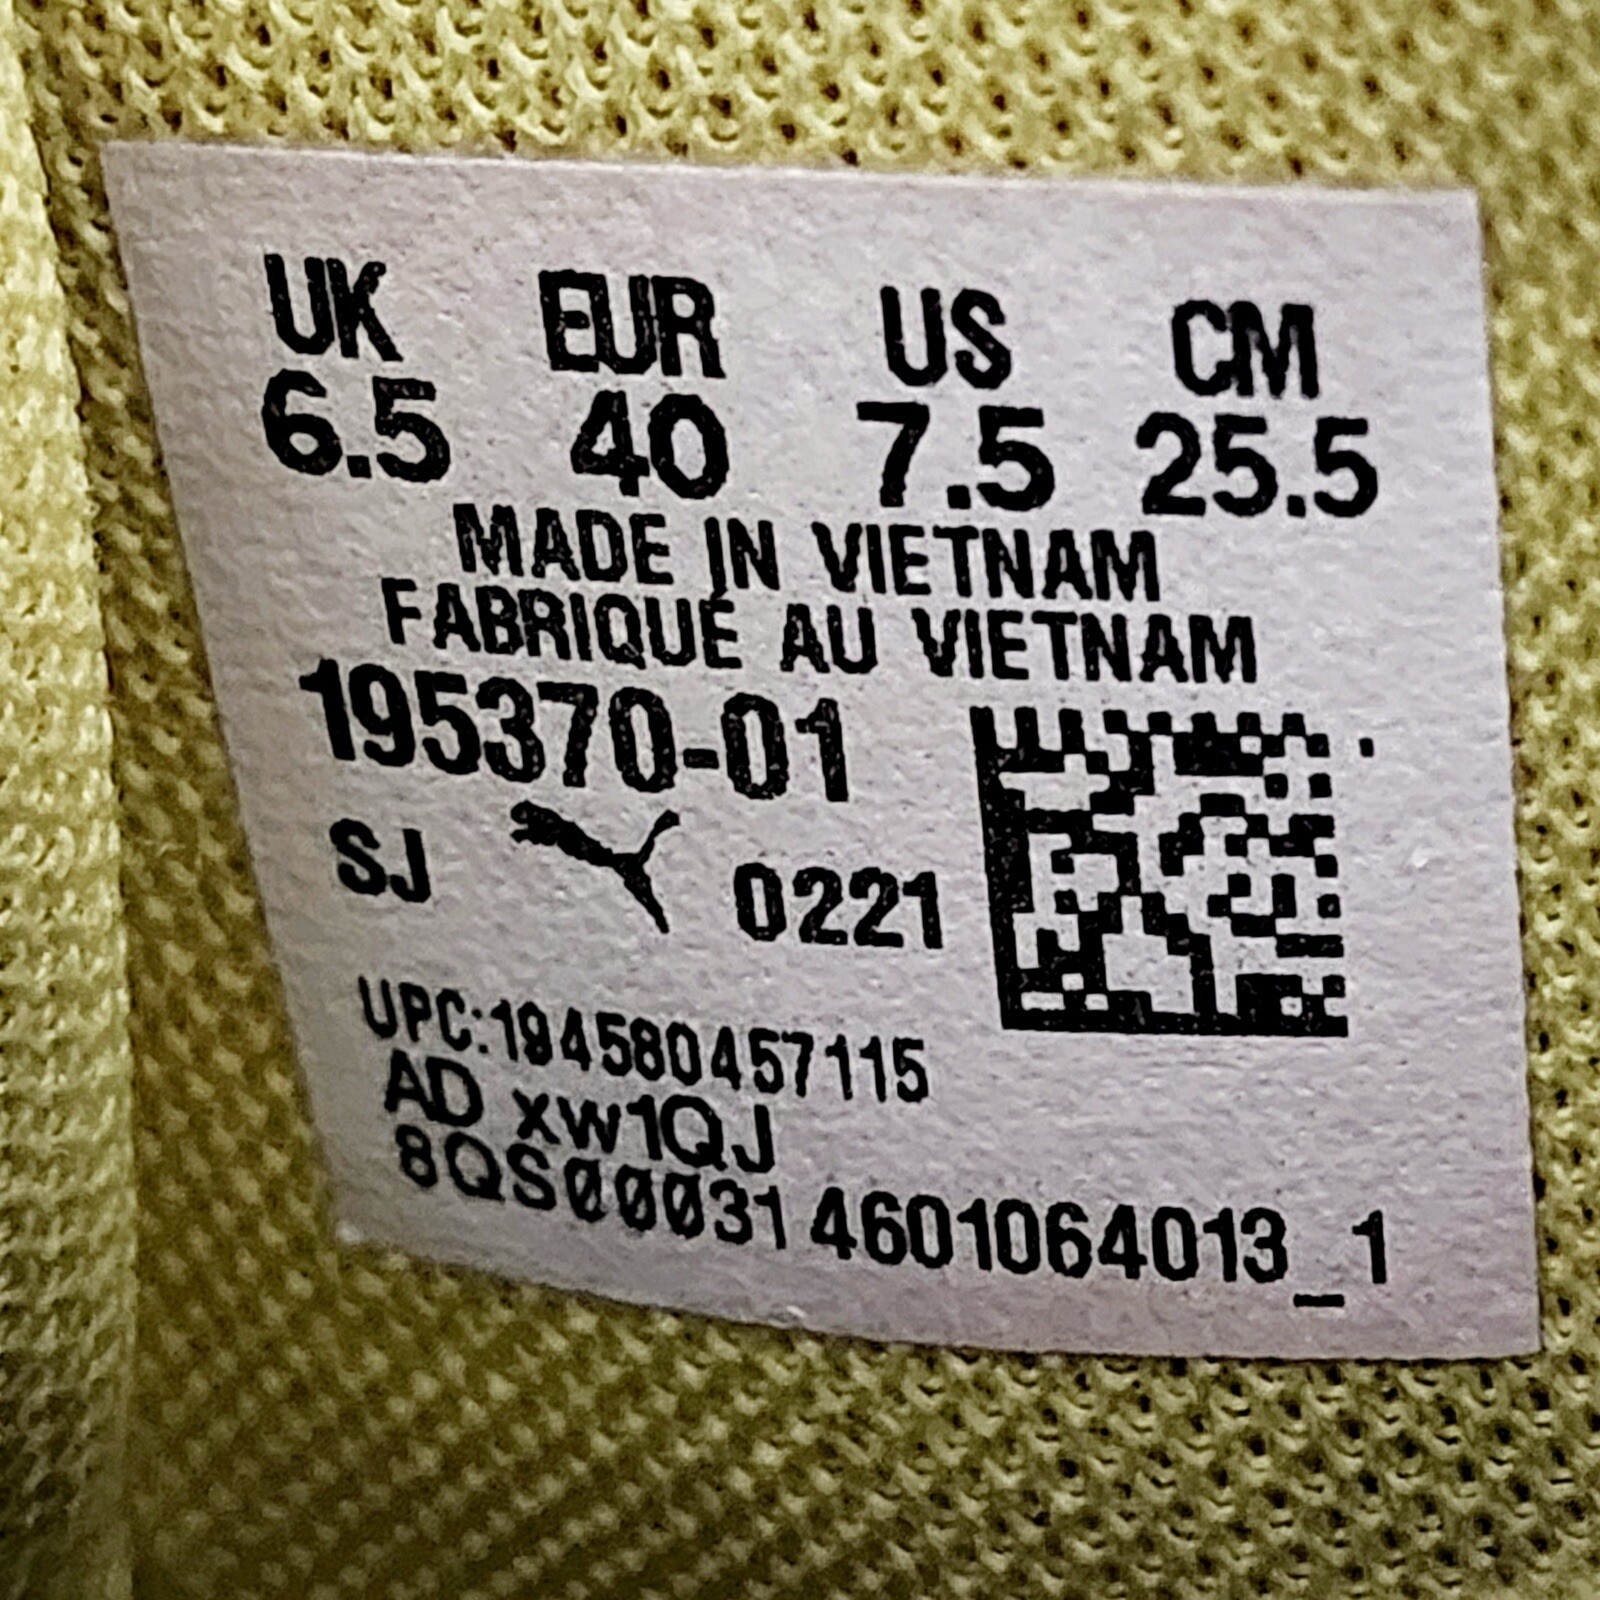 UK EUR US CM
6.5 40 7.5 25.5
MADE IN VIETNAM
FABRIQUÉ AU VIETNAM
195370-01
SJ 0221
UPC:194580457115
AD xw1QJ
8QS00031 4601064013_1